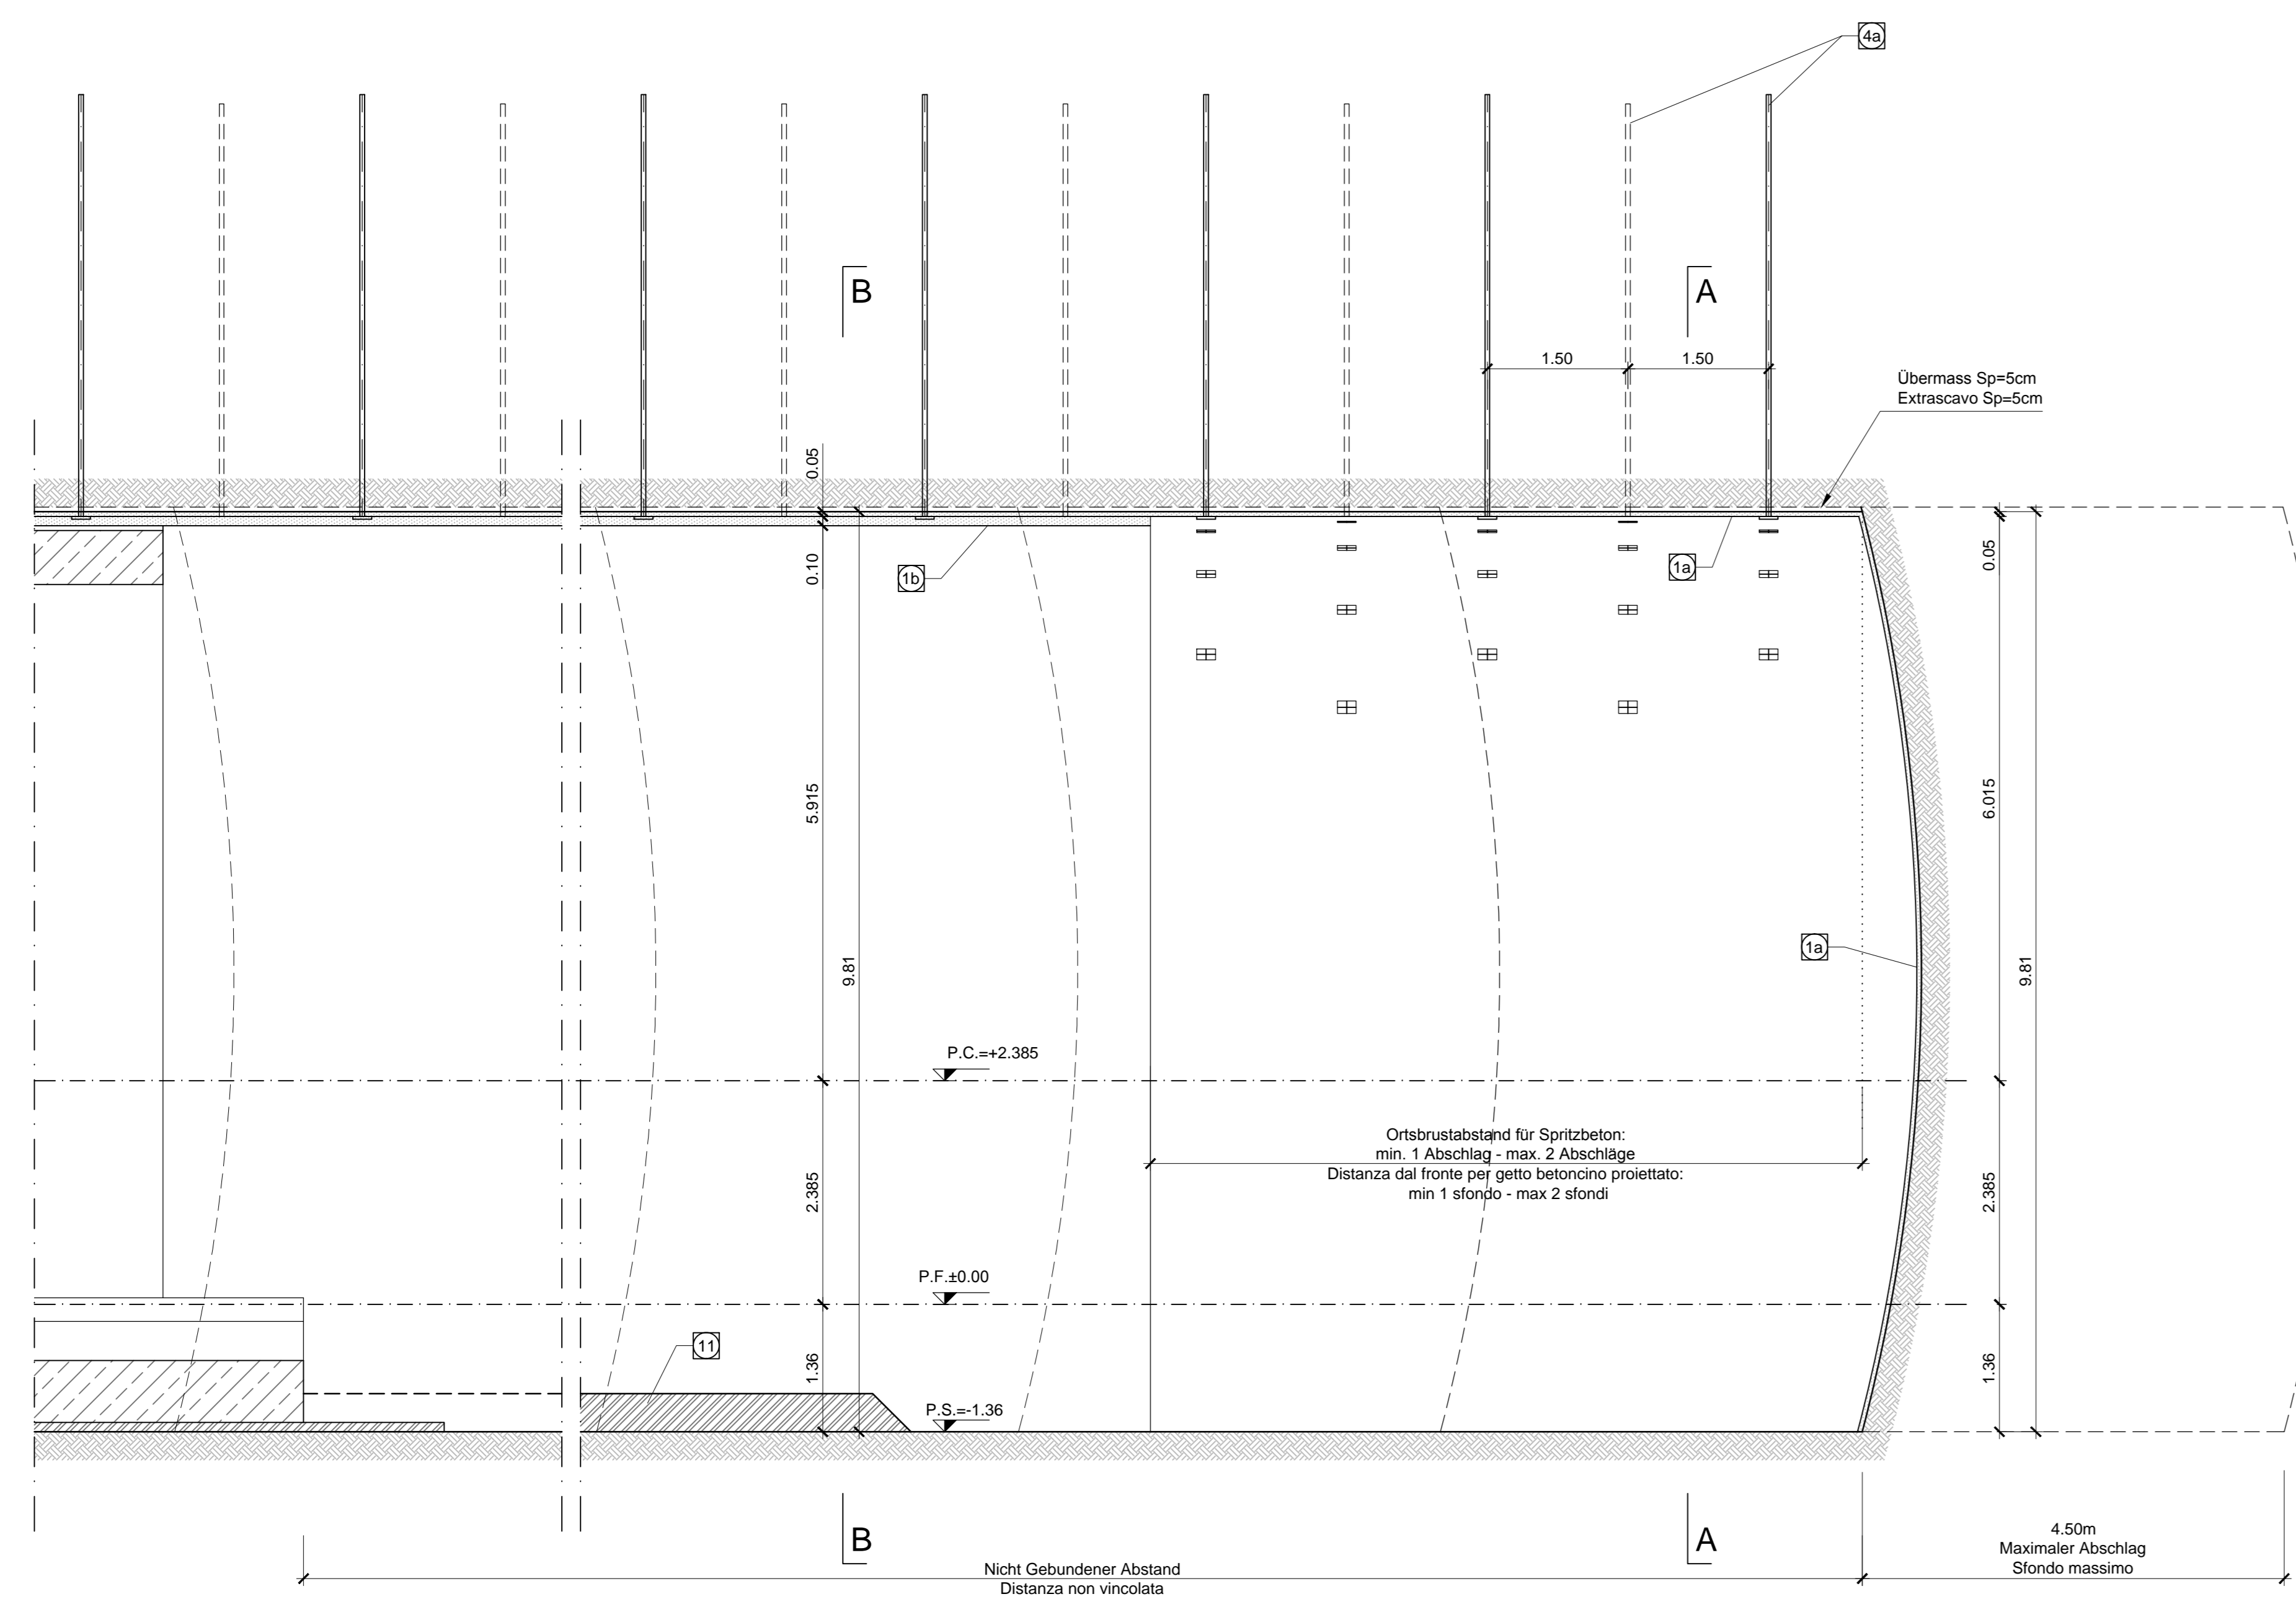 4a
B
A
1.50
1.50
Übermass Sp=5cm
Extrascavo Sp=5cm
0.05
0.10
0.05
1b
1a
5.915
6.015
9.81
1a
9.81
P.C.=+2.385
Ortsbrustabstand für Spritzbeton:
min. 1 Abschlag - max. 2 Abschläge
Distanza dal fronte per getto betoncino proiettato:
min 1 sfondo - max 2 sfondi
2.385
2.385
P.F.±0.00
11
1.36
1.36
P.S.=-1.36
B
A
4.50m
Maximaler Abschlag
Sfondo massimo
Nicht Gebundener Abstand
Distanza non vincolata